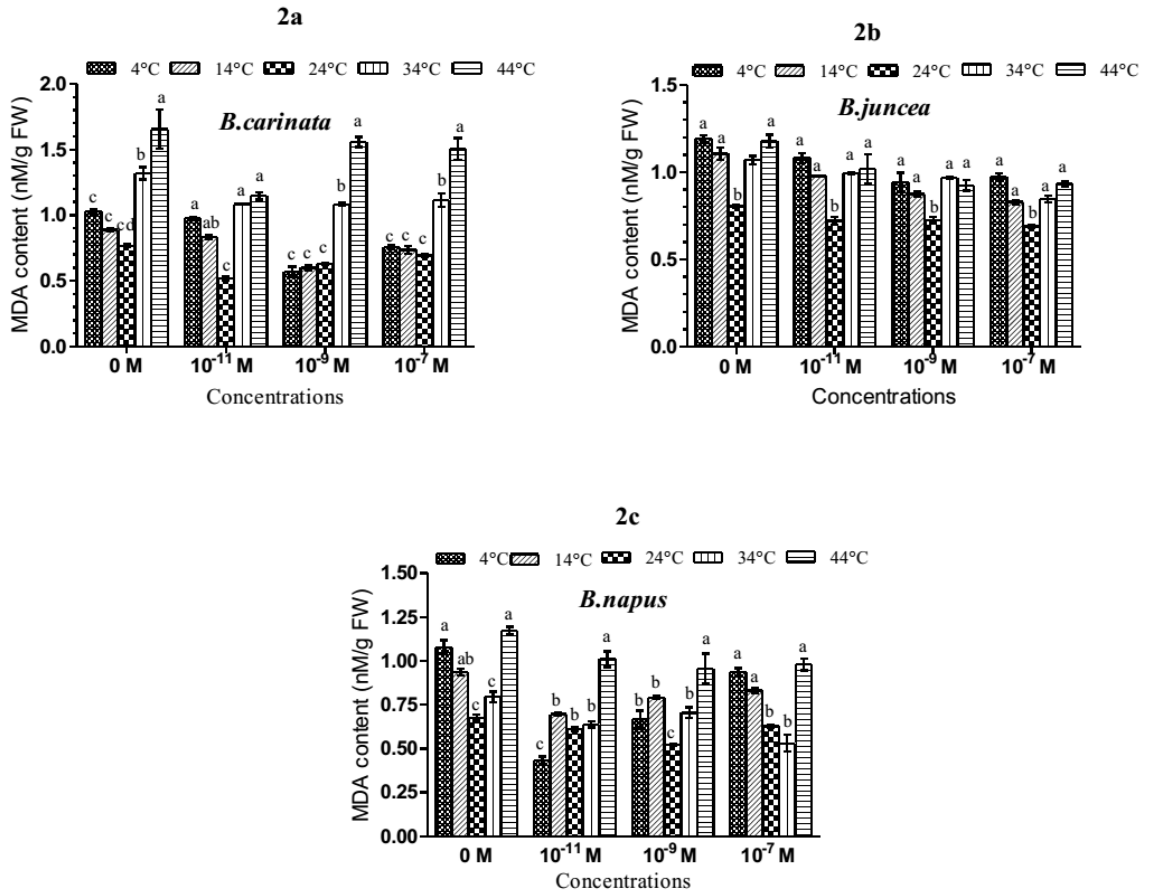 2a
4°C 14°C 24°C 34°C 44°C
B.carinata
MDA content (nM/g FW)
2.0
1.5
1.0
0.5
0.0
c c cd b a
a ab c a a
c c c b a
c c c b a
0 M 10⁻¹¹ M 10⁻⁹ M 10⁻⁷ M
Concentrations
2b
4°C 14°C 24°C 34°C 44°C
B.juncea
MDA content (nM/g FW)
1.5
1.0
0.5
0.0
a a b a a
a a b a a
a a b a a
a a b a a
0 M 10⁻¹¹ M 10⁻⁹ M 10⁻⁷ M
Concentrations
2c
4°C 14°C 24°C 34°C 44°C
B.napus
MDA content (nM/g FW)
1.50
1.25
1.00
0.75
0.50
0.25
0.00
a ab c c a
c b b b a
b b c b a
a a b b a
0 M 10⁻¹¹ M 10⁻⁹ M 10⁻⁷ M
Concentrations